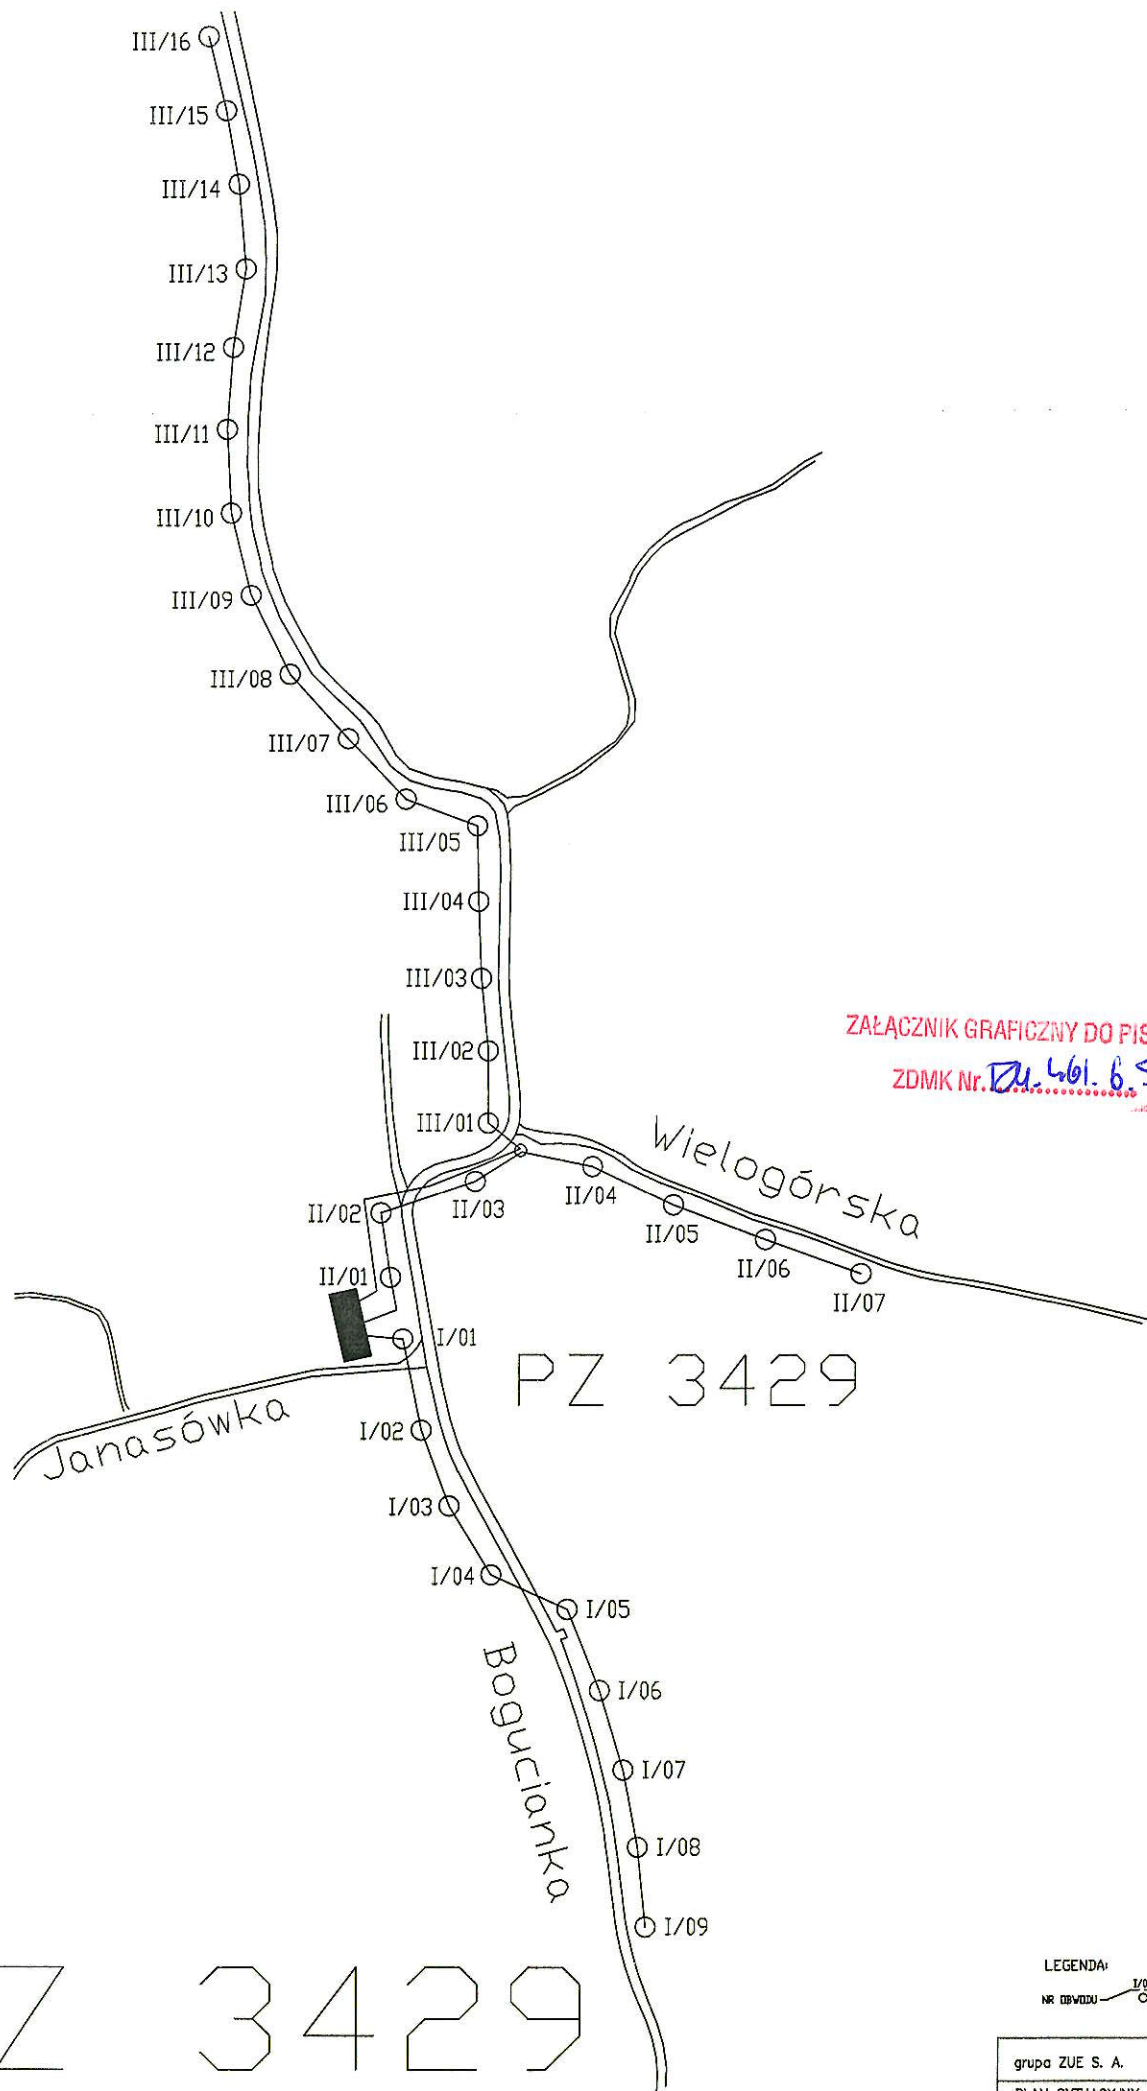 III/16
III/15
III/14
III/13
III/12
III/11
III/10
III/09
III/08
III/07
III/06
III/05
III/04
III/03
III/02
III/01
ZAŁĄCZNIK GRAFICZNY DO PIS
ZDMK Nr.
Wielogórska
II/02
II/03
II/04
II/05
II/06
II/07
II/01
I/01
PZ 3429
Janasówka
I/02
I/03
I/04
I/05
I/06
Bogucianka
I/07
I/08
I/09
Z 3429
LEGENDA:
NR OBWODU
grupa ZUE S. A.